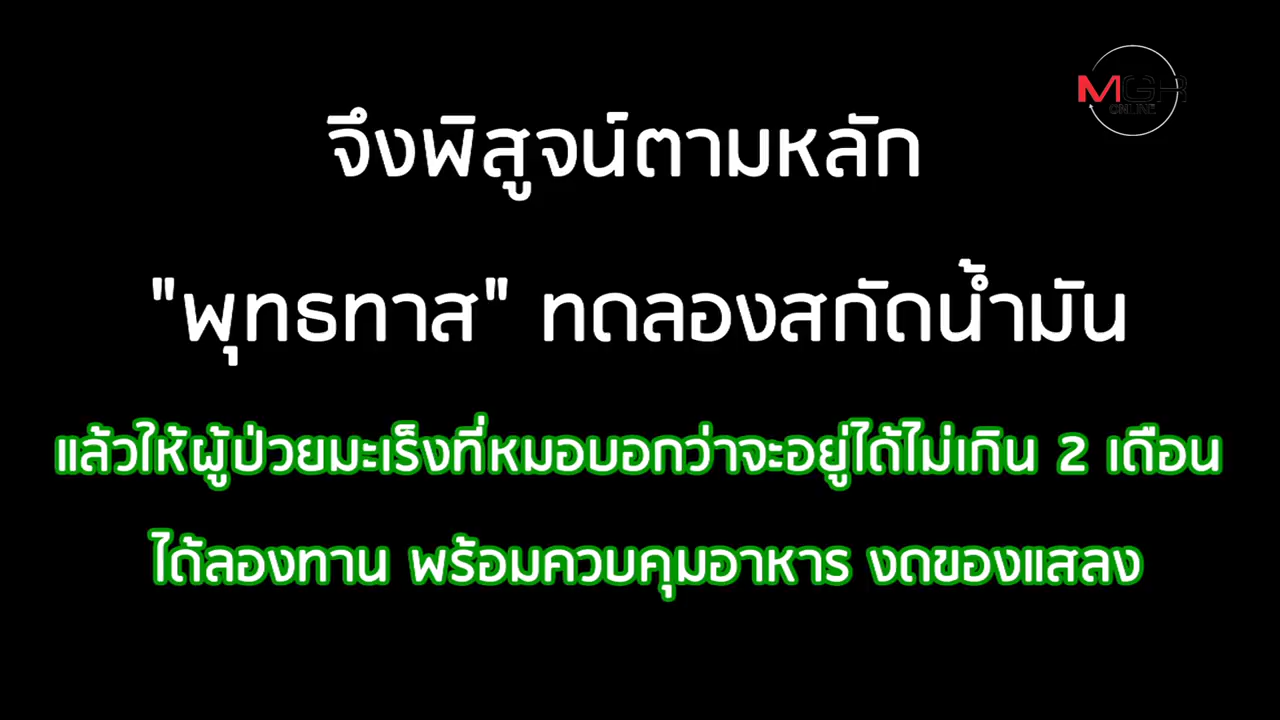 MGR
ONLINE
จึงพิสูจน์ตามหลัก
"พุทธทาส" ทดลองสกัดน้ำมัน
แล้วให้ผู้ป่วยมะเร็งที่หมอบอกว่าจะอยู่ได้ไม่เกิน 2 เดือน
ได้ลองทาน พร้อมควบคุมอาหาร งดของแสลง